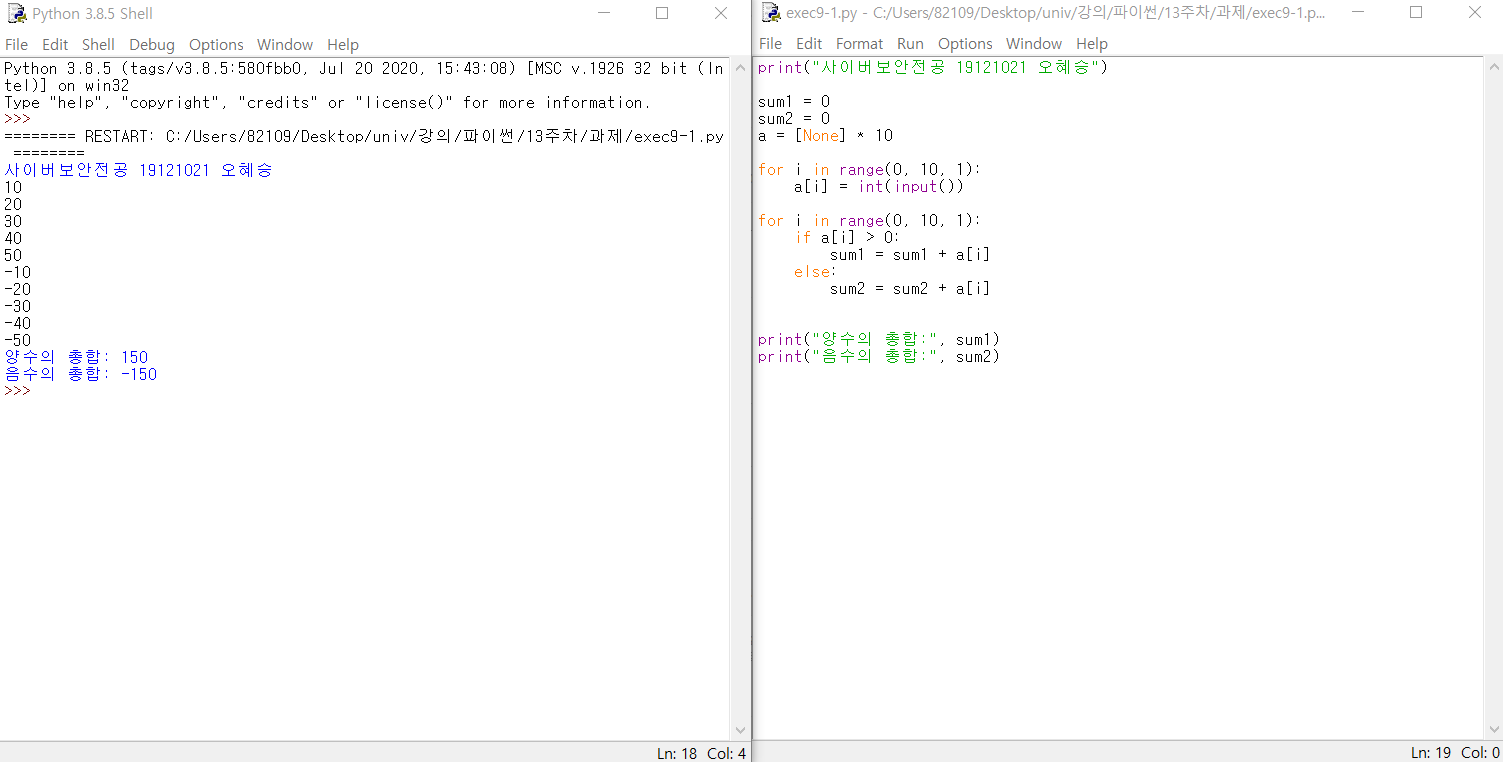 Python 3.8.5 Shell
File Edit Shell Debug Options Window Help
Python 3.8.5 (tags/v3.8.5:580fbb0, Jul 20 2020, 15:43:08) [MSC v.1926 32 bit (In
tel)] on win32
Type "help", "copyright", "credits" or "license()" for more information.
>>>
======== RESTART: C:/Users/82109/Desktop/univ/강의/파이썬/13주차/과제/exec9-1.py
========
사이버보안전공 19121021 오혜승
10
20
30
40
50
-10
-20
-30
-40
-50
양수의 총합: 150
음수의 총합: -150
>>>
Ln: 18 Col: 4
exec9-1.py - C:/Users/82109/Desktop/univ/강의/파이썬/13주차/과제/exec9-1.p...
File Edit Format Run Options Window Help
print("사이버보안전공 19121021 오혜승")
sum1 = 0
sum2 = 0
a = [None] * 10
for i in range(0, 10, 1):
    a[i] = int(input())
for i in range(0, 10, 1):
    if a[i] > 0:
        sum1 = sum1 + a[i]
    else:
        sum2 = sum2 + a[i]
print("양수의 총합:", sum1)
print("음수의 총합:", sum2)
Ln: 19 Col: 0